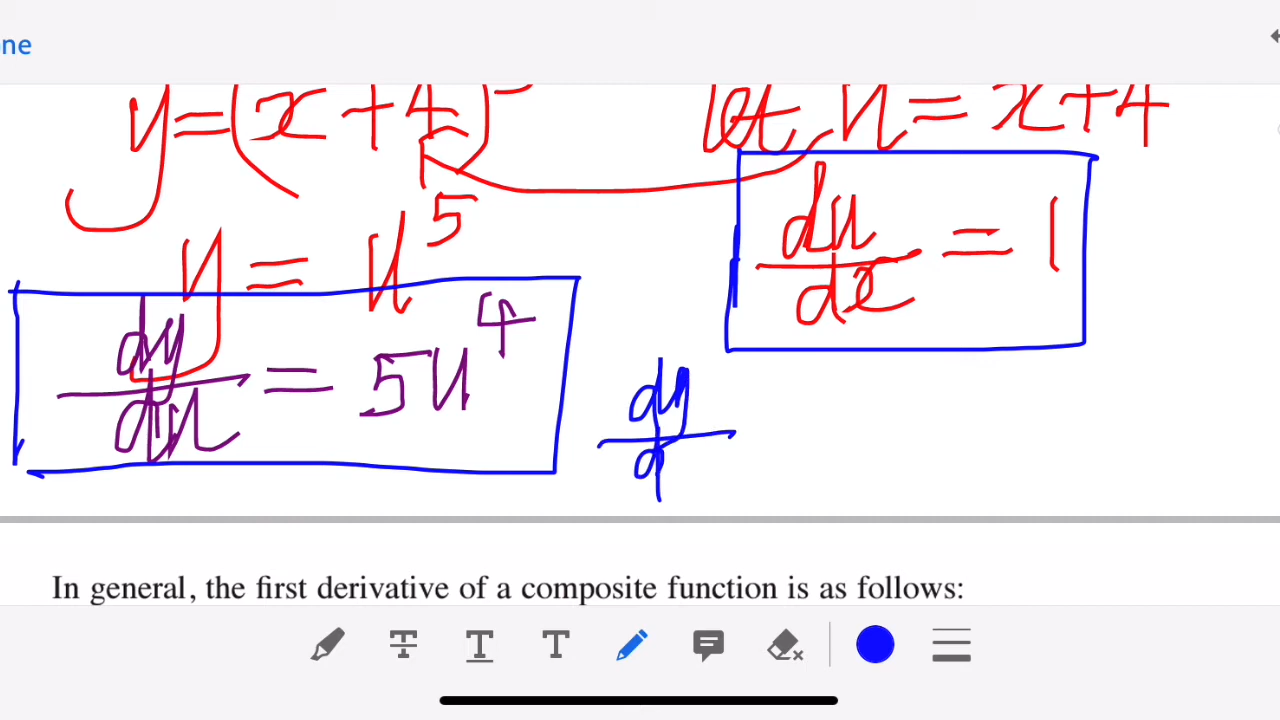 ne
y=(x+4)
let u=x+4
y = u^5
du/dx = 1
dy/du = 5u^4
dy/d
In general, the first derivative of a composite function is as follows:
T T T